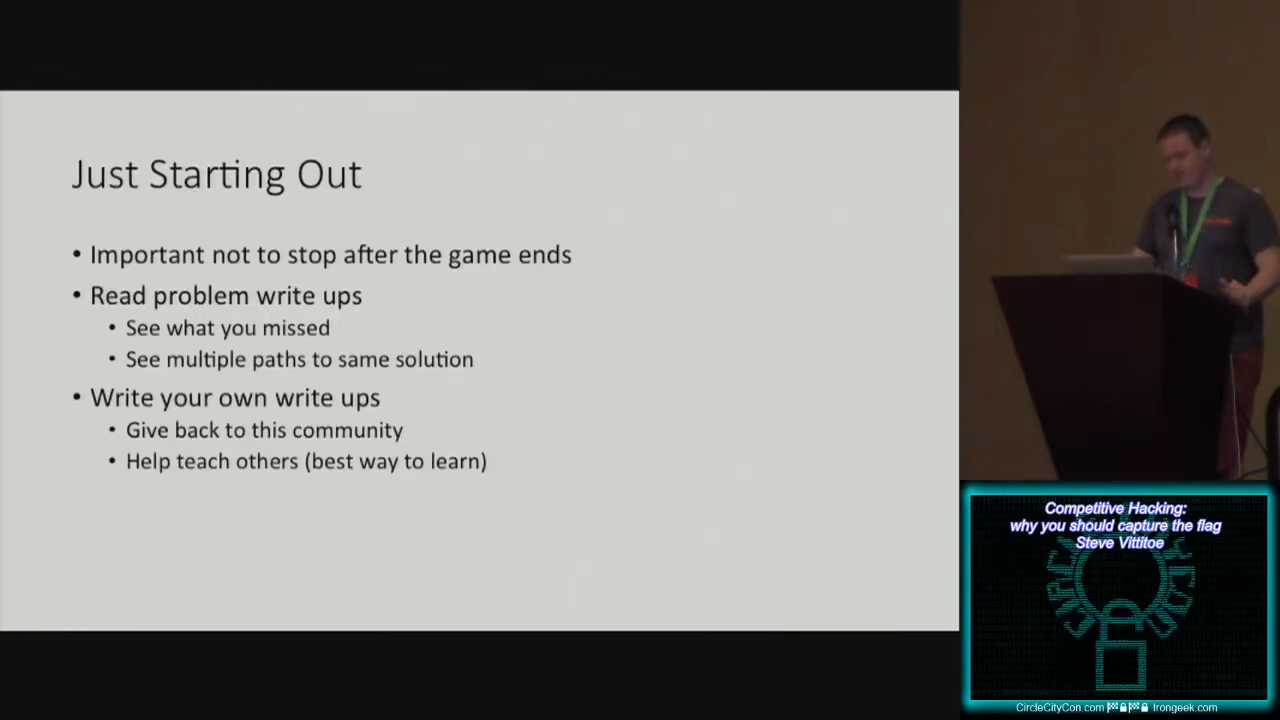 Just Starting Out
• Important not to stop after the game ends
• Read problem write ups
• See what you missed
• See multiple paths to same solution
• Write your own write ups
• Give back to this community
• Help teach others (best way to learn)
Competitive Hacking:
why you should capture the flag
Steve Vittitoe
CircleCityCon.com Irongeek.com